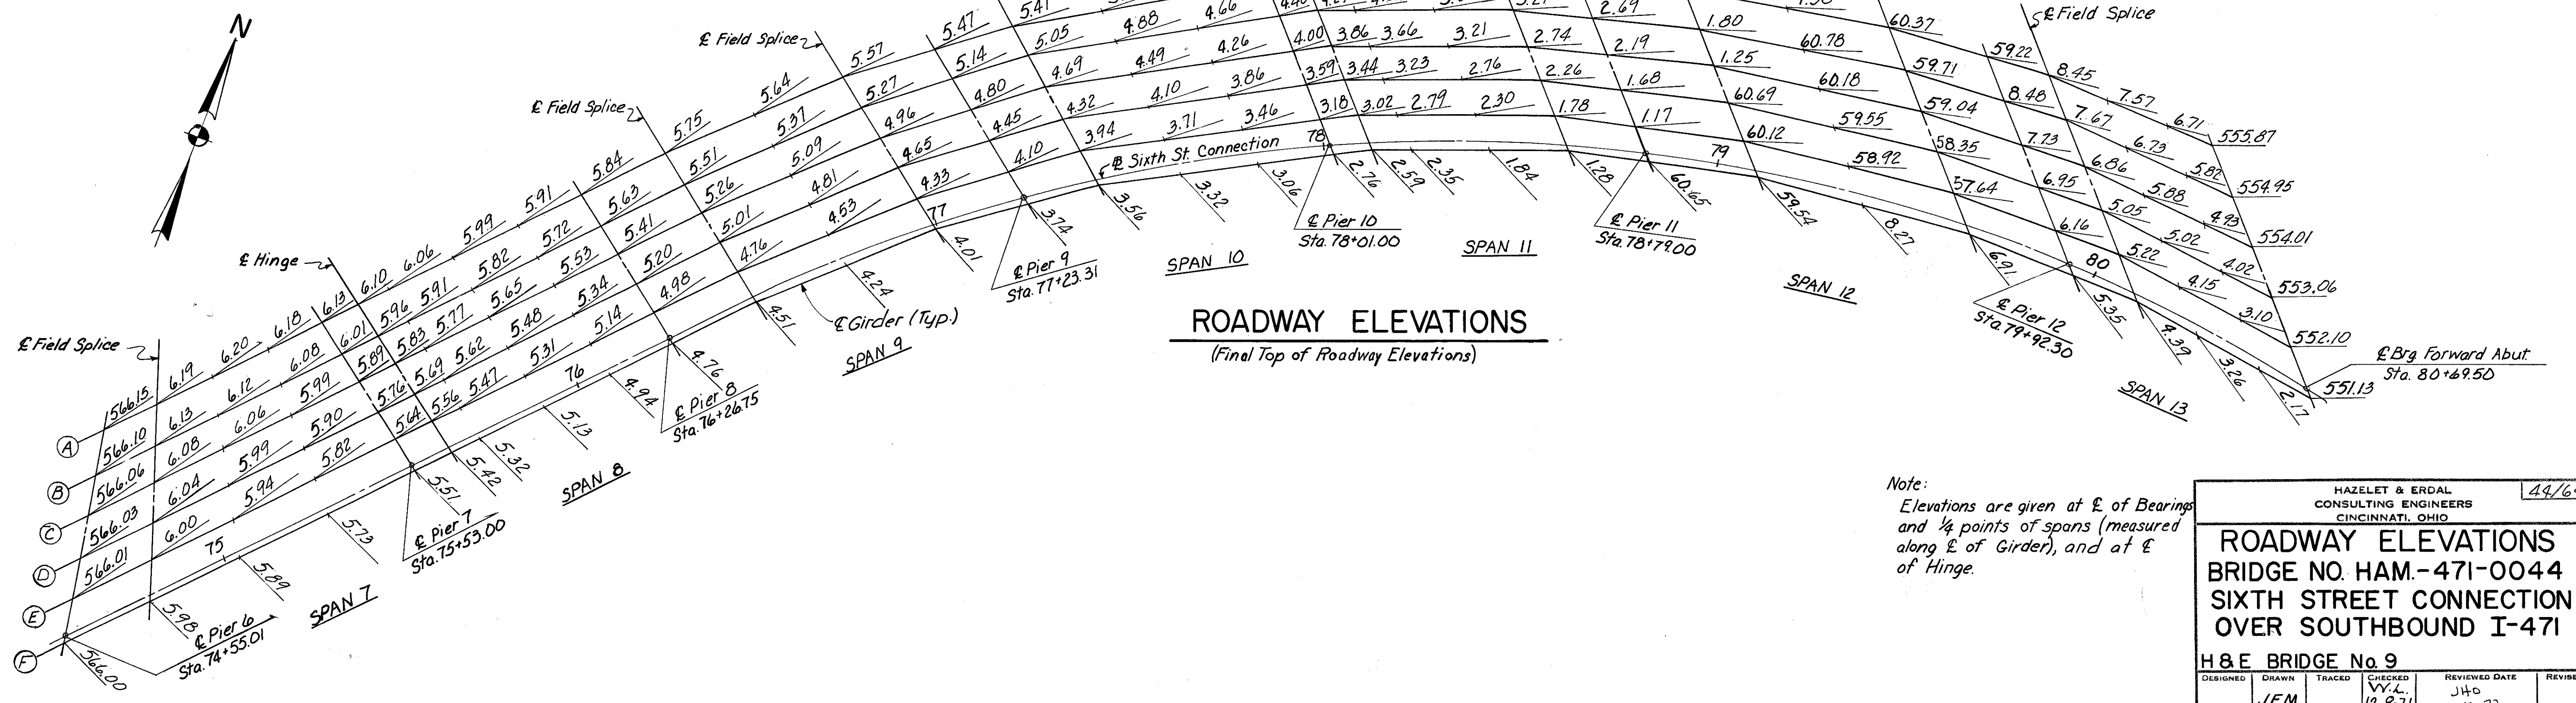 N
℄ Field Splice
℄ Field Splice
℄ Field Splice
℄ Hinge
℄ Field Splice
5.47 5.41
4.88 4.66
2.69 1.80 60.37 59.22 8.45 7.57 6.71 555.87
566.15 6.19 6.20 6.18 6.13 6.10 6.06 5.99 5.91 5.84 5.75 5.64 5.57
566.10 6.13 6.12 6.08 6.01 5.96 5.91 5.82 5.72 5.63 5.51 5.37 5.27 5.14 5.05
4.00 3.86 3.66 3.21 2.74 2.19 1.25 60.78 59.71 8.48 7.67 6.73 5.82 554.95
566.06 6.08 6.06 5.99 5.89 5.83 5.77 5.65 5.53 5.41 5.26 5.09 4.96 4.80 4.69 4.49 4.26
3.59 3.44 3.23 2.76 2.26 1.68 60.69 60.18 59.04 7.73 6.86 5.88 4.93 554.01
566.03 6.04 5.99 5.90 5.76 5.69 5.62 5.48 5.34 5.20 5.01 4.81 4.65 4.45 4.32 4.10 3.86
3.18 3.02 2.79 2.30 1.78 1.17 60.12 59.55 58.35 6.95 5.05 5.02 4.02 553.06
566.01 6.00 5.94 5.82 5.64 5.56 5.47 5.31 5.14 4.98 4.76 4.53 4.33 4.10 3.94 3.71 3.46
58.92 57.64 6.16 5.22 4.15 3.10 552.10
566.00 5.98 5.89 5.73 5.51 5.42 5.32 5.13 4.94 4.76 4.51 4.24 4.01 3.74 3.56 3.32 3.06
2.76 2.59 2.35 1.84 1.28 60.65 59.54 8.27 6.91 5.35 4.39 3.26 2.17 551.13
A
B
C
D
E
F
75
76
77
78
79
80
℄ Sixth St. Connection
℄ Girder (Typ.)
℄ Pier 6
Sta. 74+55.01
℄ Pier 7
Sta. 75+53.00
℄ Pier 8
Sta. 76+26.75
℄ Pier 9
Sta. 77+23.31
℄ Pier 10
Sta. 78+01.00
℄ Pier 11
Sta. 78+79.00
℄ Pier 12
Sta. 79+92.30
℄ Brg Forward Abut.
Sta. 80+69.50
SPAN 7
SPAN 8
SPAN 9
SPAN 10
SPAN 11
SPAN 12
SPAN 13
ROADWAY ELEVATIONS
(Final Top of Roadway Elevations)
Note:
Elevations are given at ℄ of Bearings
and ¼ points of spans (measured
along ℄ of Girder), and at ℄
of Hinge.
HAZELET & ERDAL
CONSULTING ENGINEERS
CINCINNATI, OHIO
ROADWAY ELEVATIONS
BRIDGE NO. HAM.-471-0044
SIXTH STREET CONNECTION
OVER SOUTHBOUND I-471
H & E BRIDGE No. 9
DESIGNED DRAWN TRACED CHECKED REVIEWED DATE
JEM W.L. JHO